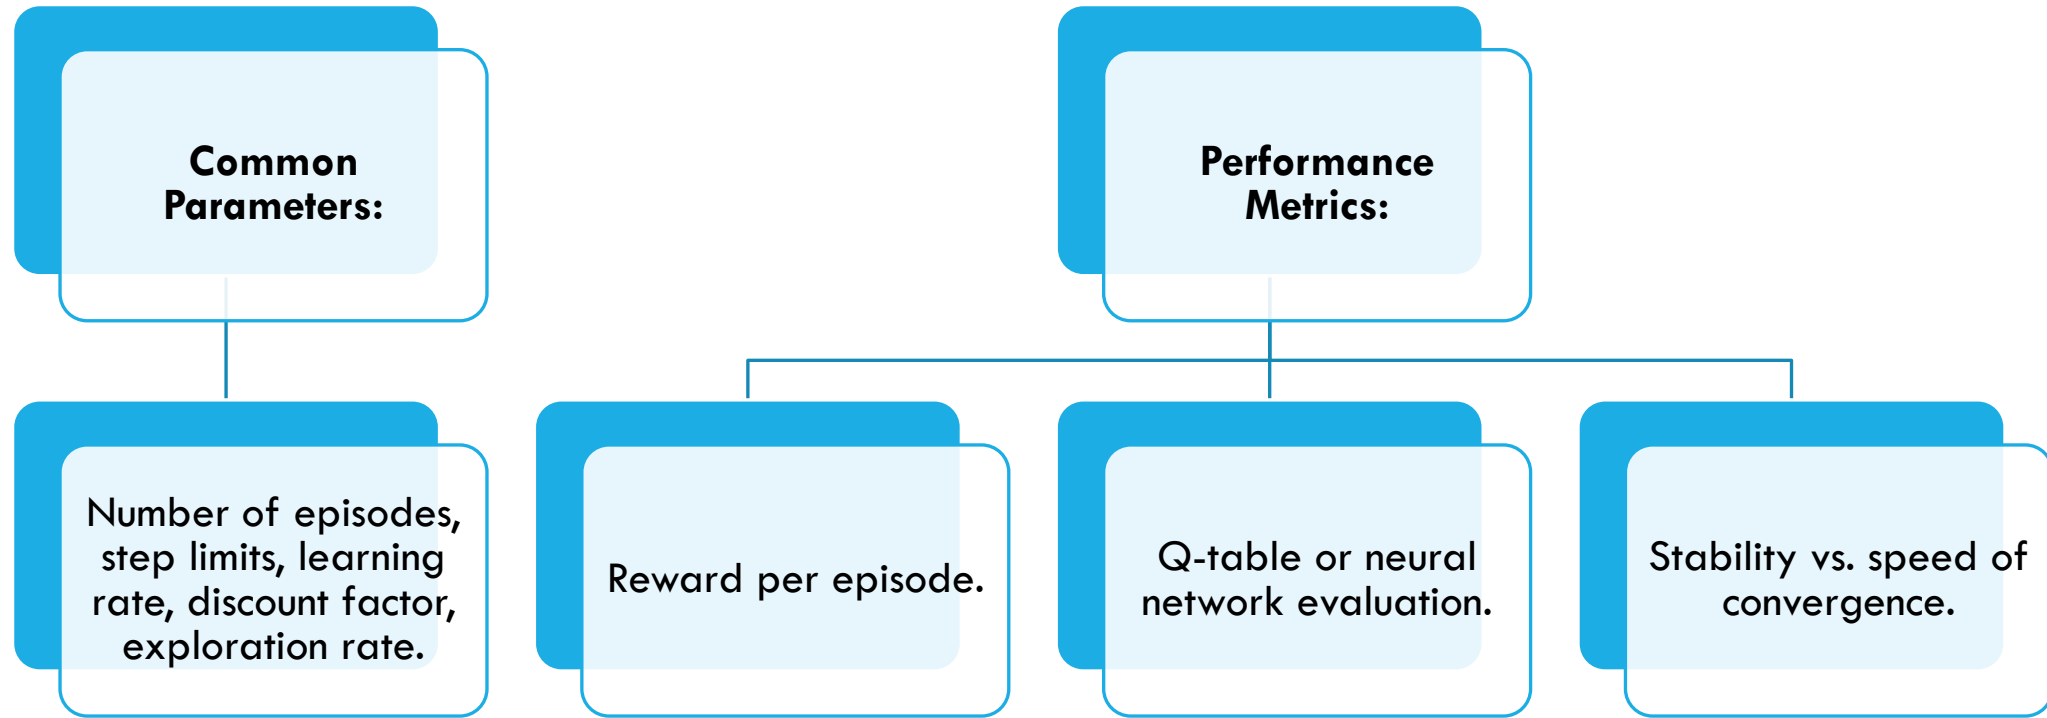 Common
Parameters:
Performance
Metrics:
Number of episodes,
step limits, learning
rate, discount factor,
exploration rate.
Reward per episode.
Q-table or neural
network evaluation.
Stability vs. speed of
convergence.